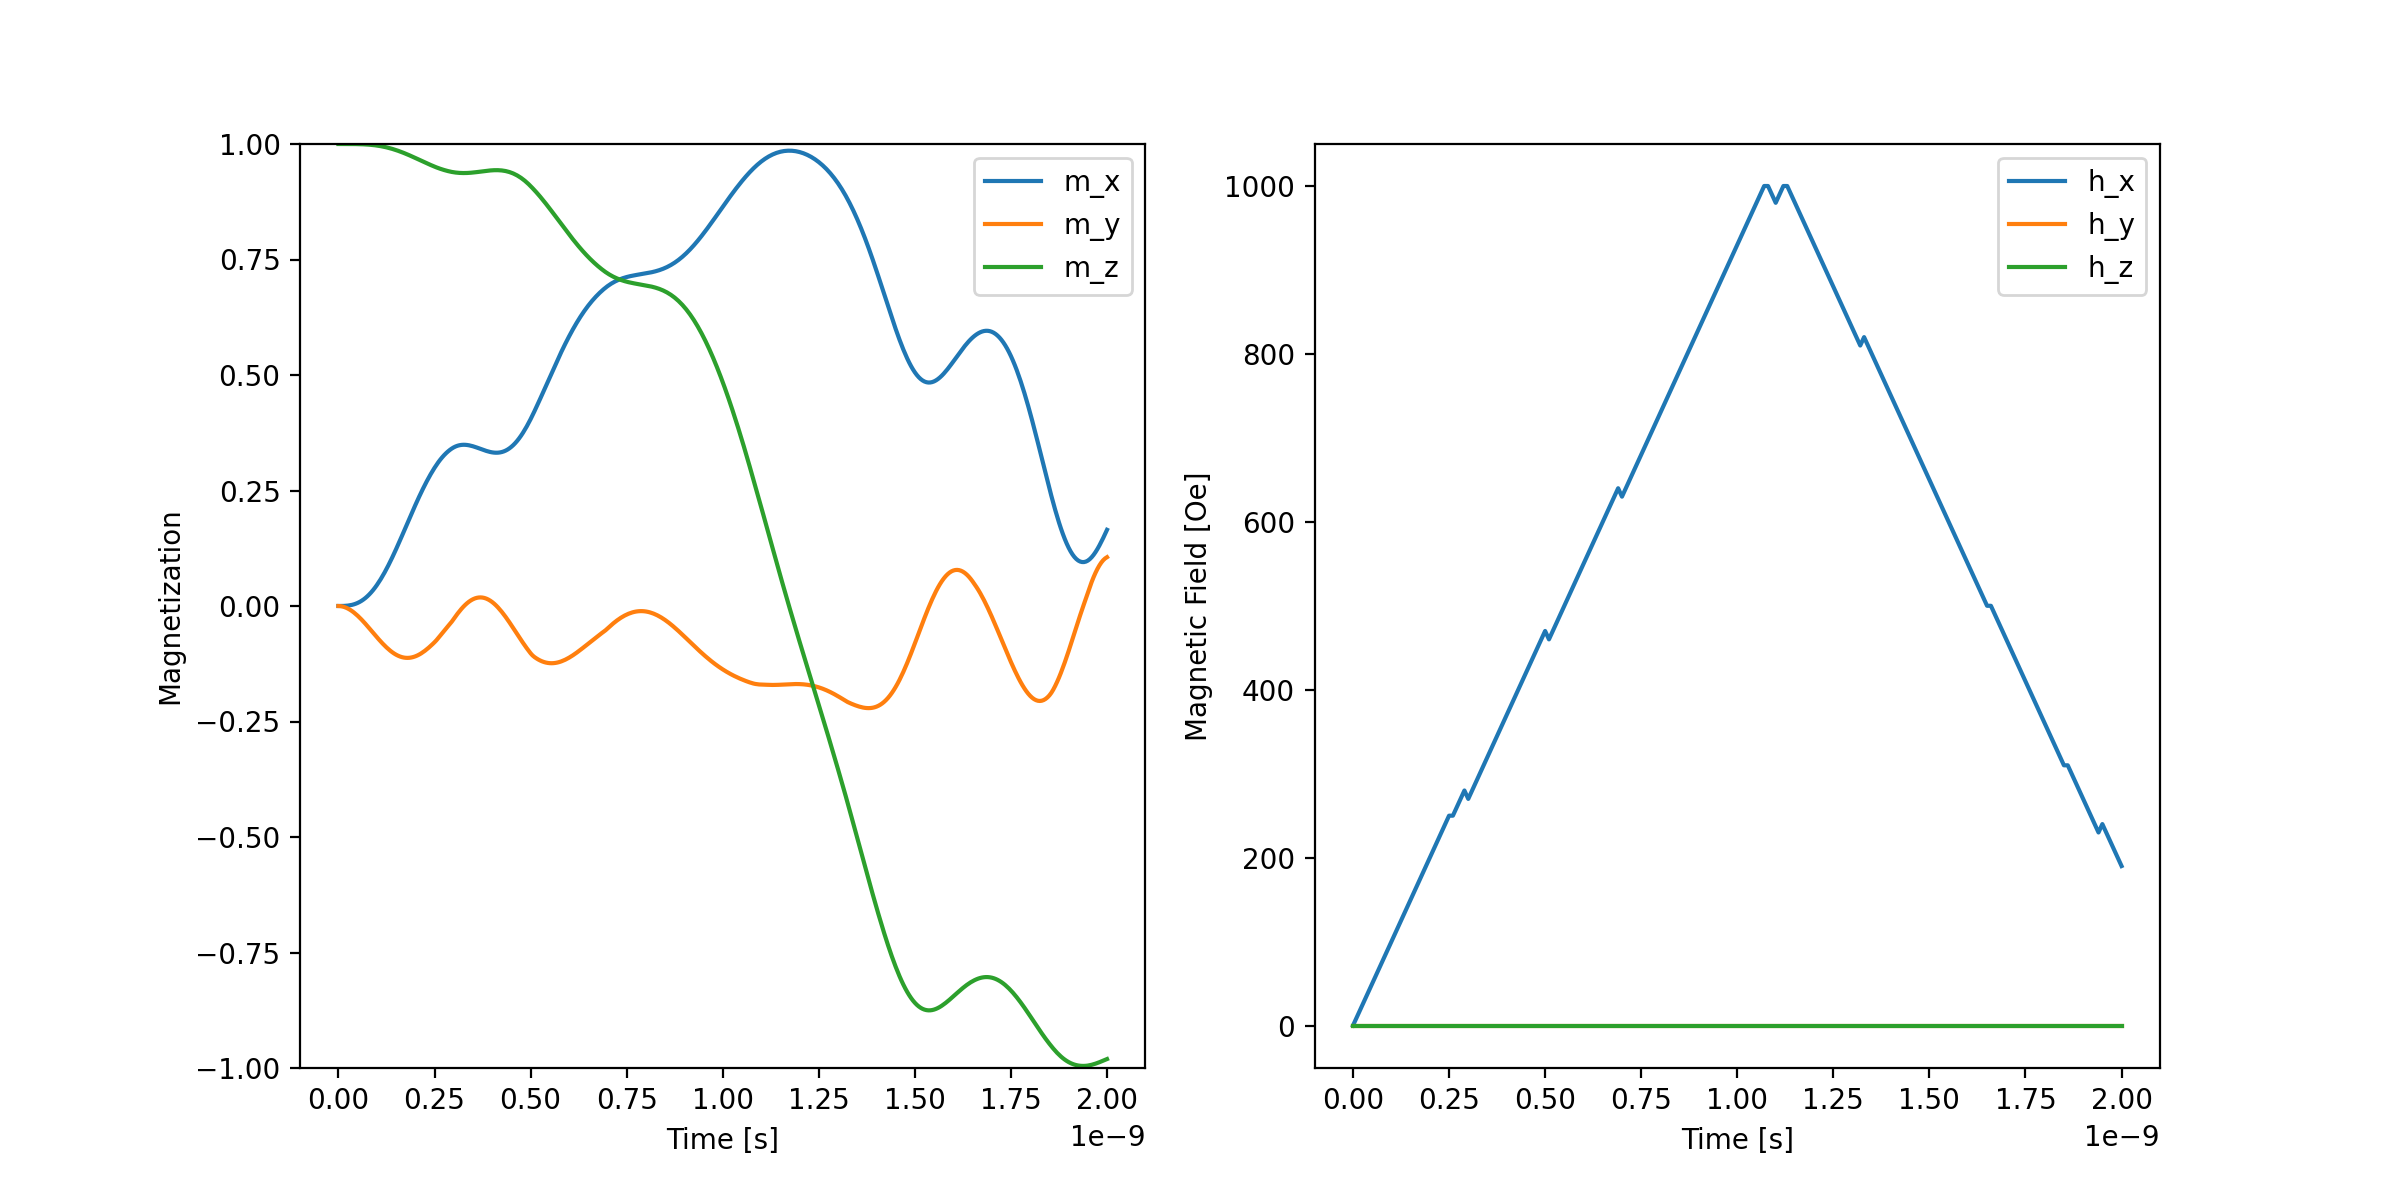 1.00
0.75
0.50
0.25
0.00
−0.25
−0.50
−0.75
−1.00
Magnetization
m_x
m_y
m_z
0.00 0.25 0.50 0.75 1.00 1.25 1.50 1.75 2.00
Time [s]
1e−9
1000
800
600
400
200
0
Magnetic Field [Oe]
h_x
h_y
h_z
0.00 0.25 0.50 0.75 1.00 1.25 1.50 1.75 2.00
Time [s]
1e−9